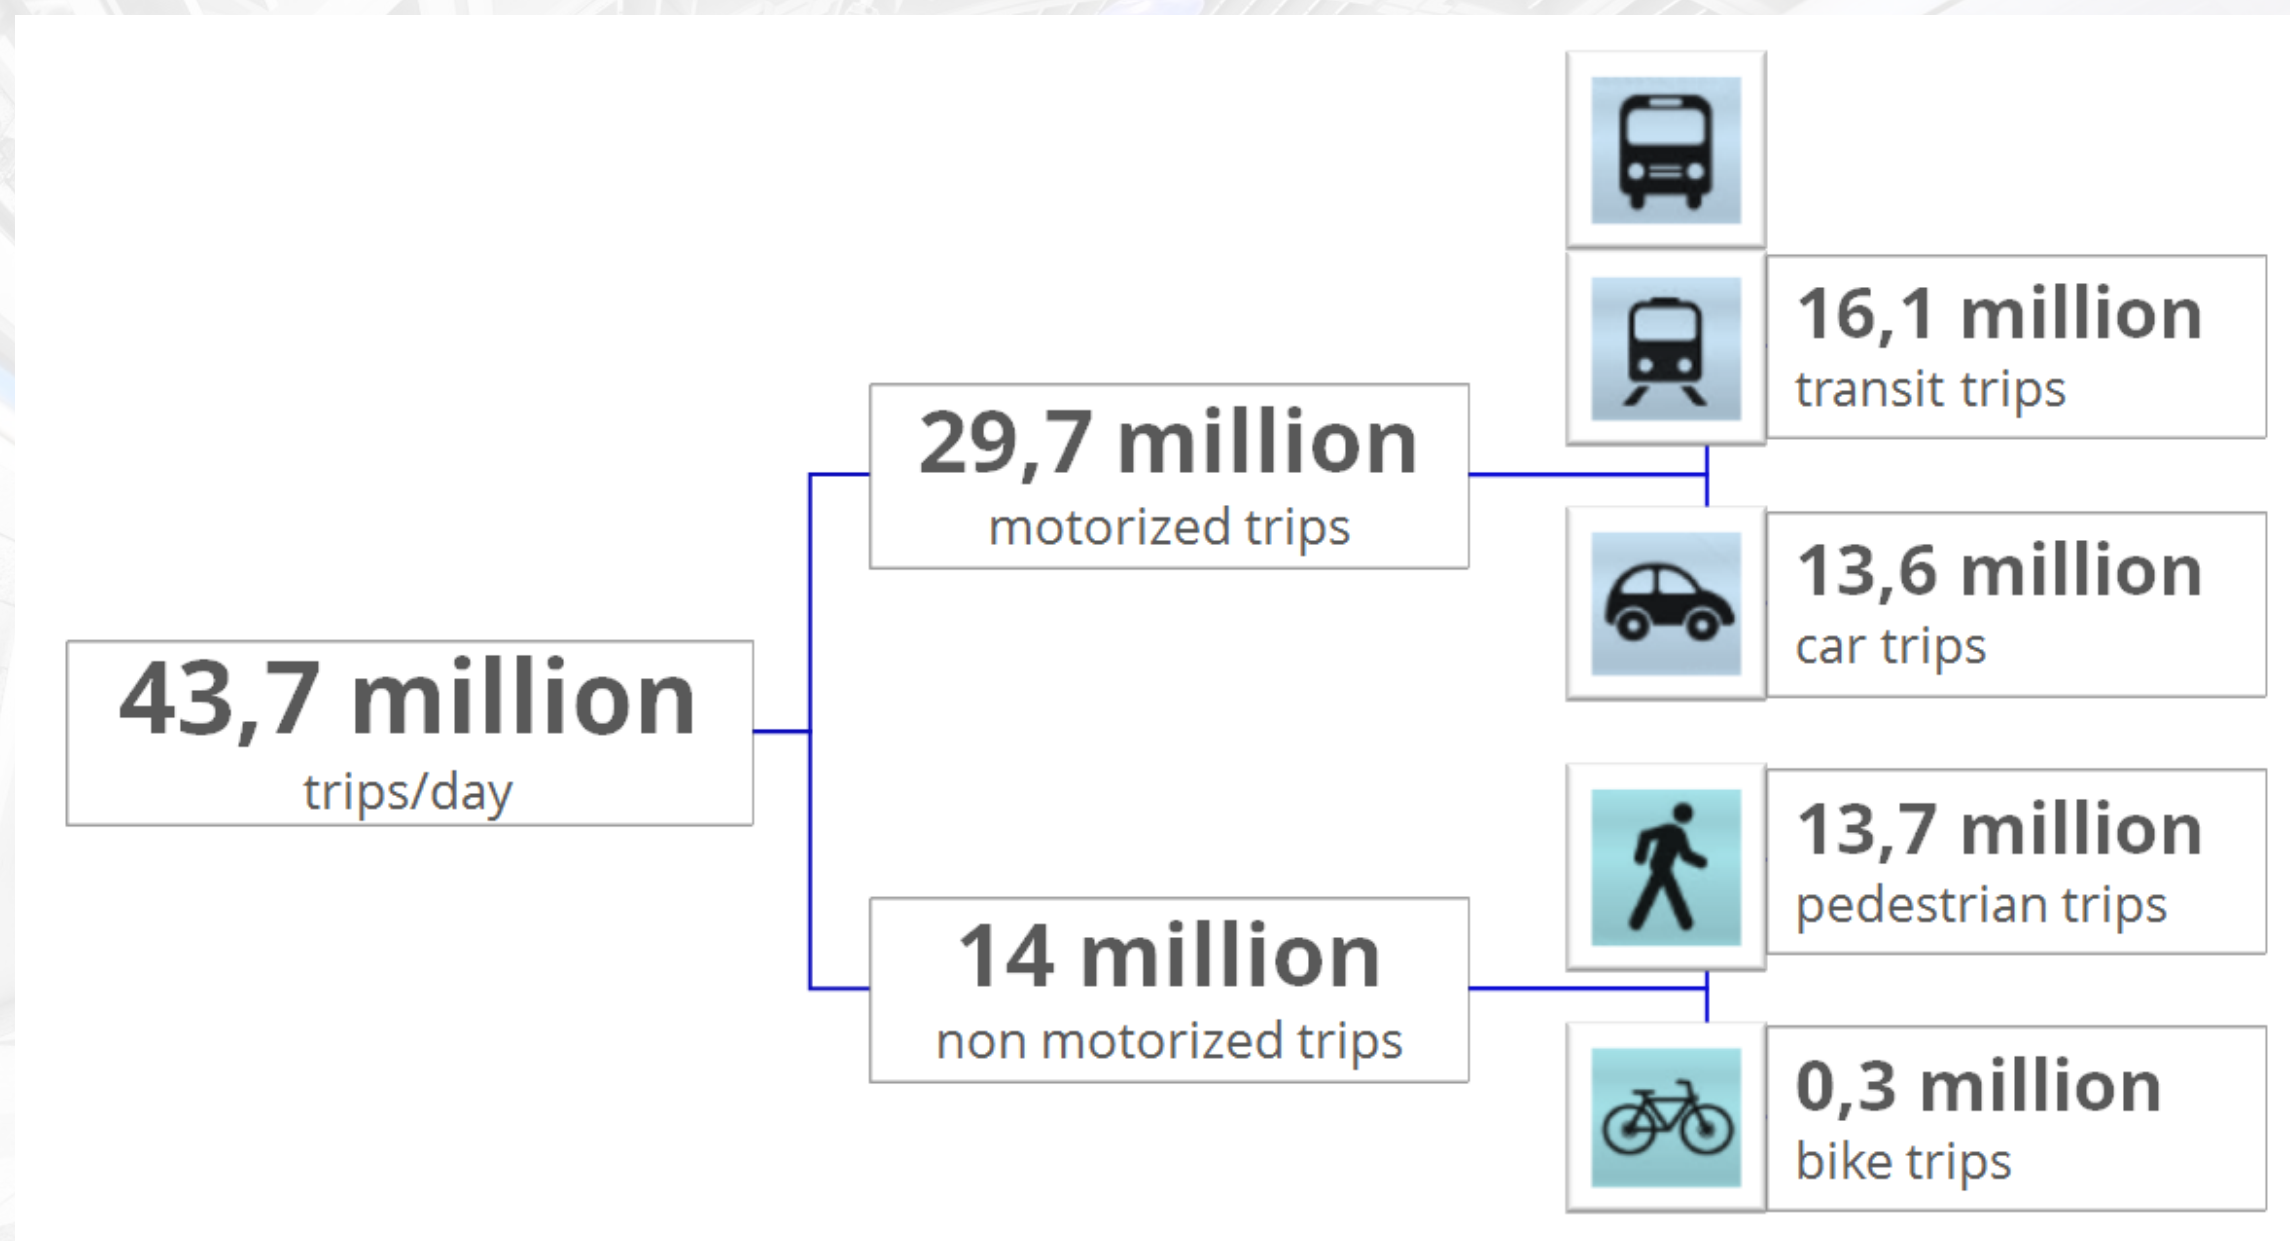 43,7 million
trips/day
29,7 million
motorized trips
16,1 million
transit trips
13,6 million
car trips
14 million
non motorized trips
13,7 million
pedestrian trips
0,3 million
bike trips